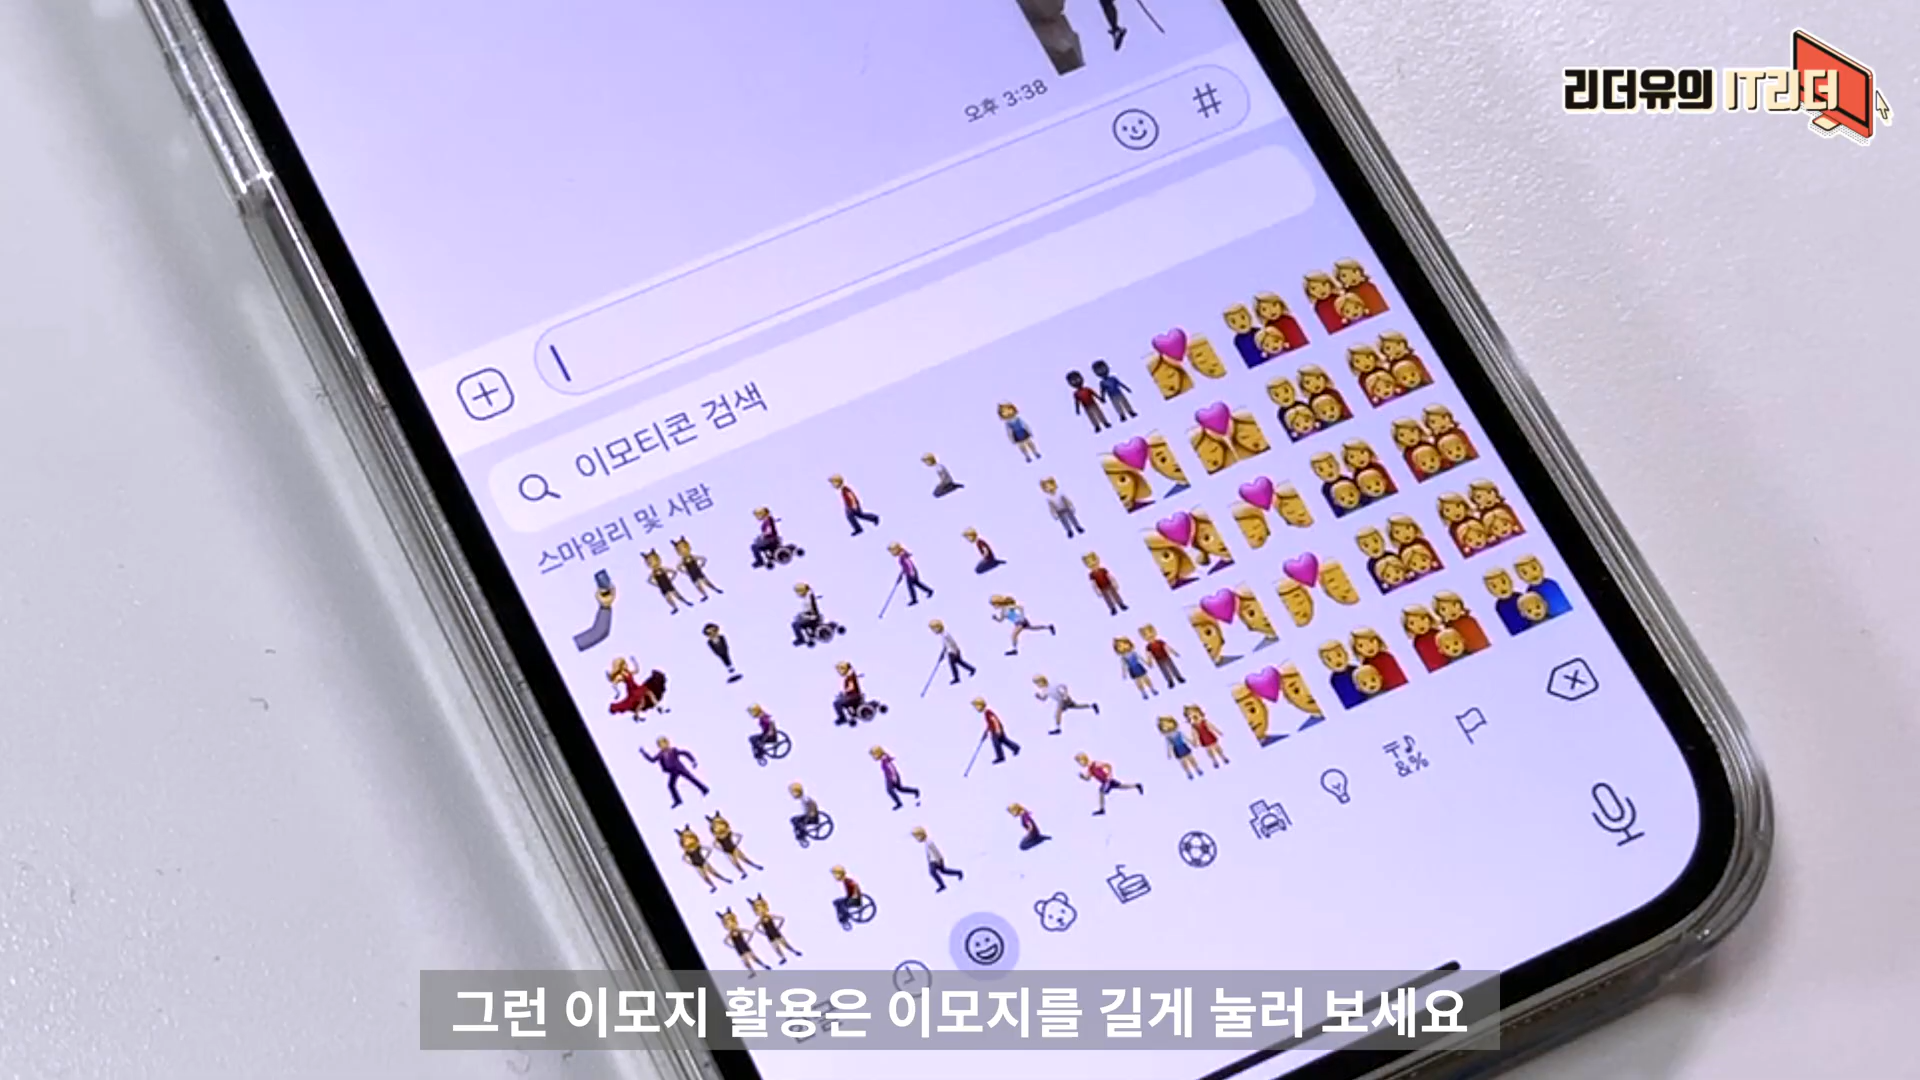 리더유의 IT리더
오후 3:38
#
이모티콘 검색
스마일리 및 사람
그런 이모지 활용은 이모지를 길게 눌러 보세요